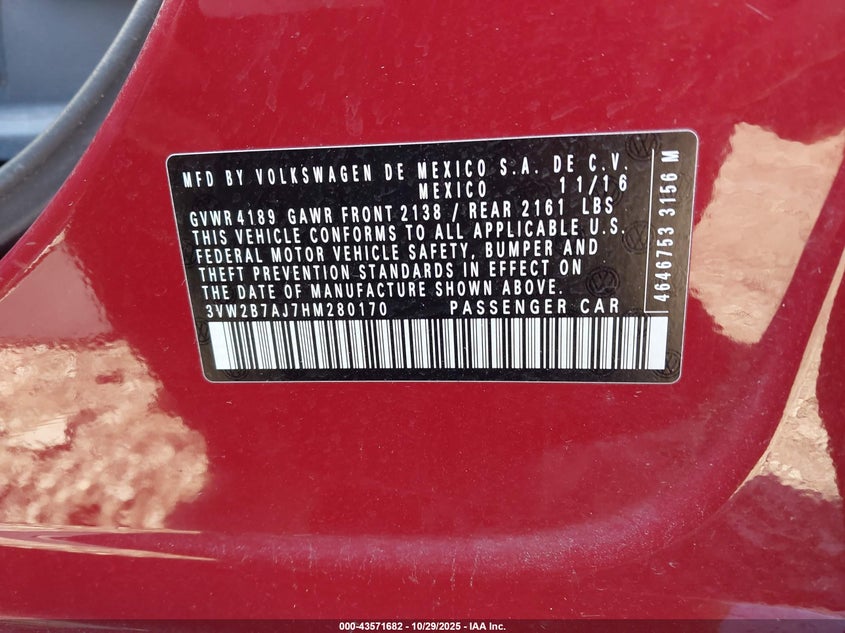 MFD BY VOLKSWAGEN DE MEXICO S.A. DE C.V.
MEXICO 11/16
GVWR 4189 GAWR FRONT 2138 / REAR 2161 LBS
THIS VEHICLE CONFORMS TO ALL APPLICABLE U.S.
FEDERAL MOTOR VEHICLE SAFETY, BUMPER AND
THEFT PREVENTION STANDARDS IN EFFECT ON
THE DATE OF MANUFACTURE SHOWN ABOVE.
3VW2B7AJ7HM280170 PASSENGER CAR
4646753 3156 M
000-43571682 / 10/29/2025 - IAA Inc.